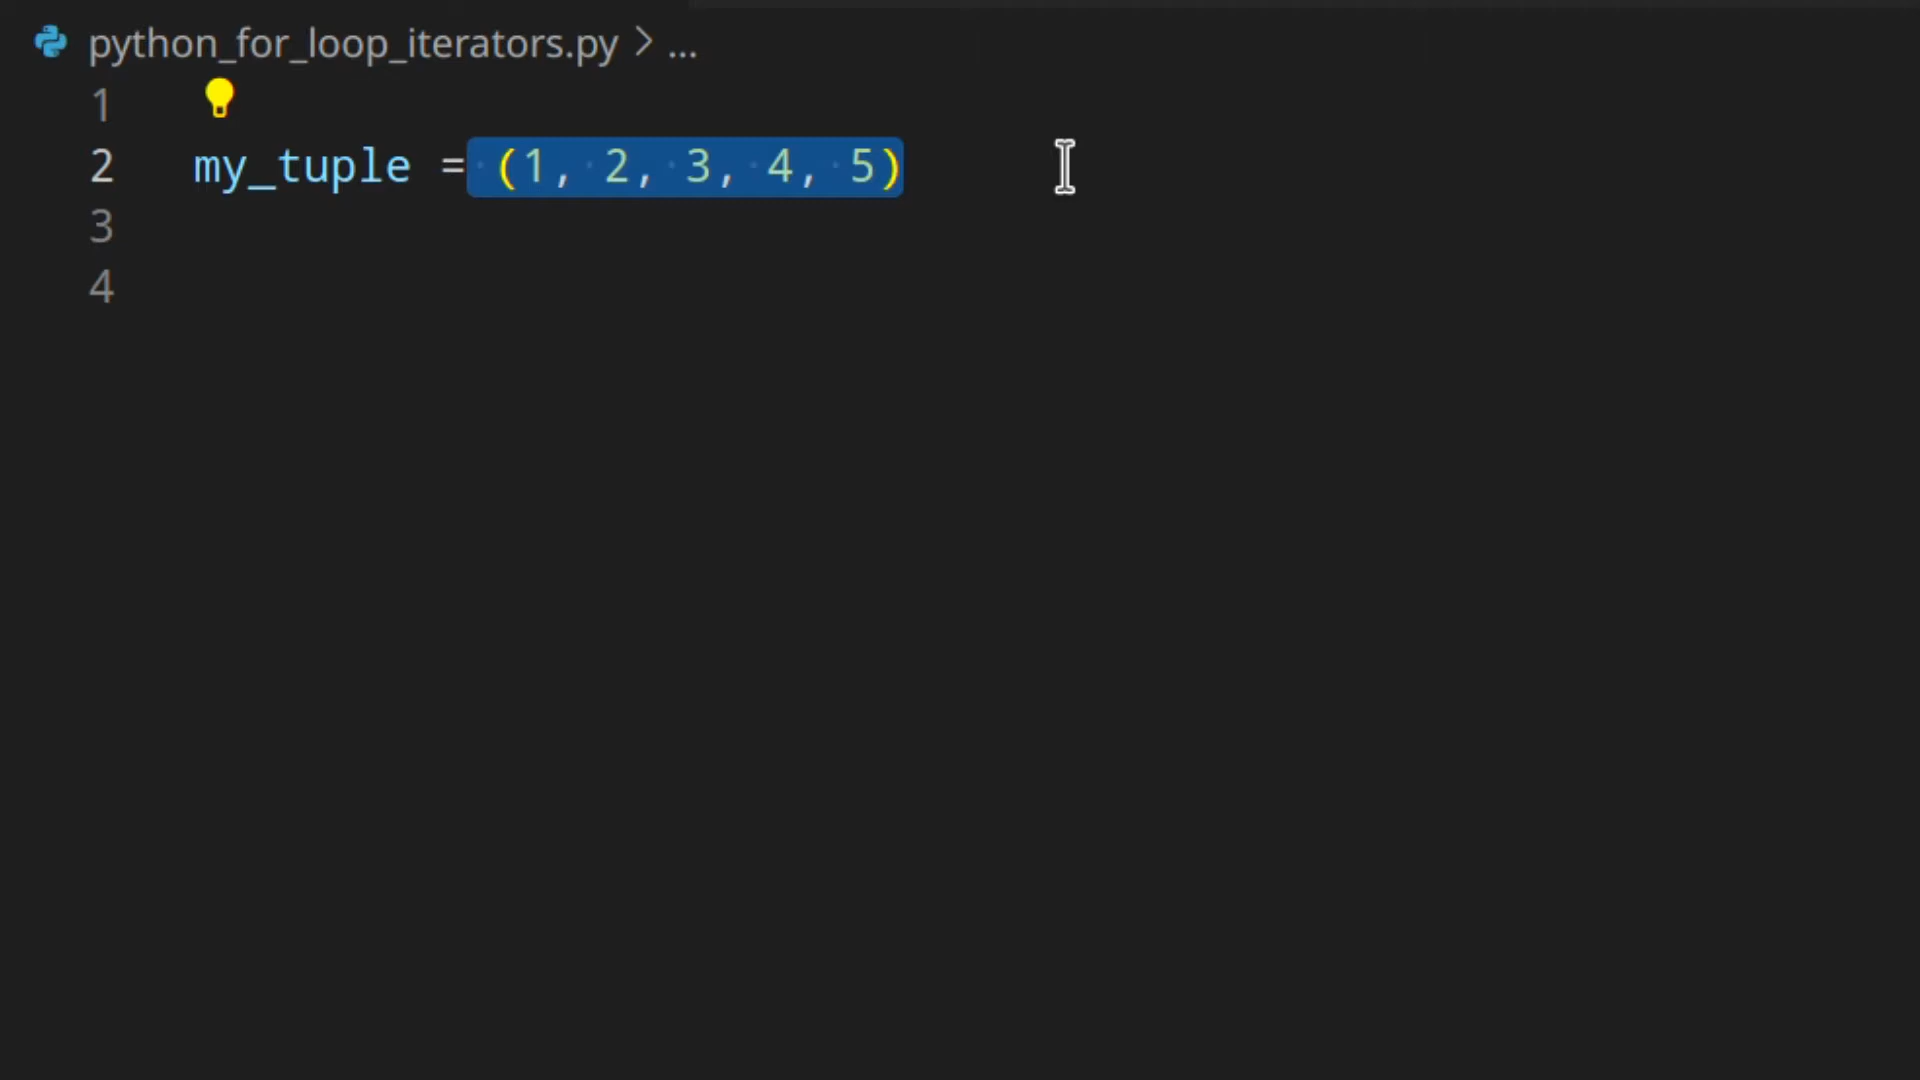 python_for_loop_iterators.py > ...
1
2 my_tuple = (1, 2, 3, 4, 5)
3
4